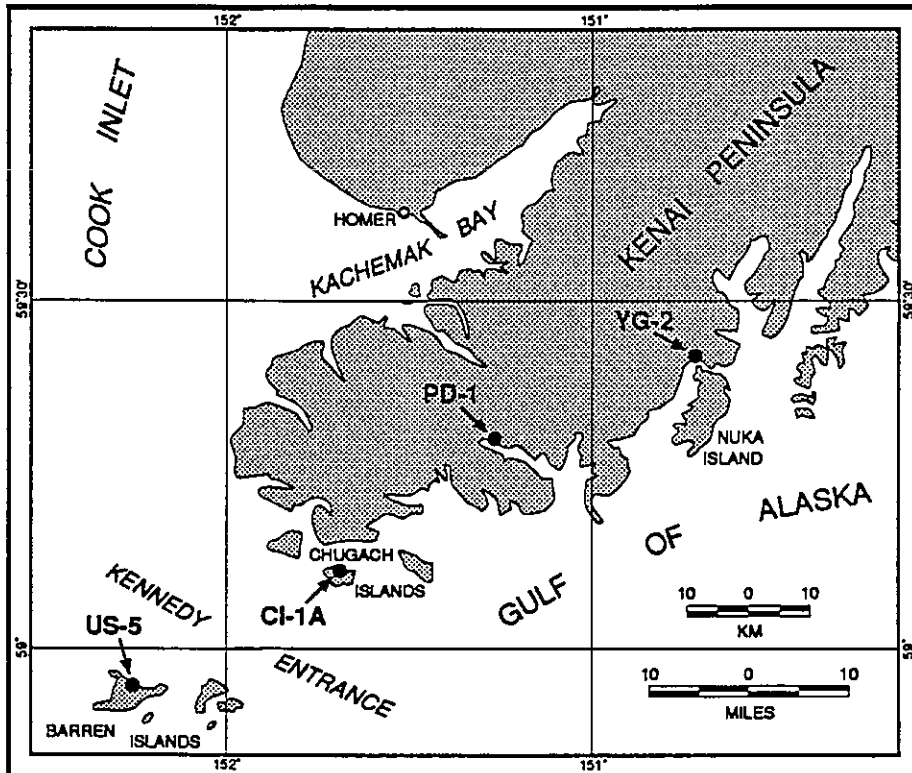 152°
151°
COOK INLET
KENAI PENINSULA
HOMER
KACHEMAK BAY
59°30'
59°30'
YG-2
PD-1
NUKA
ISLAND
GULF OF ALASKA
CHUGACH
ISLANDS
CI-1A
KENNEDY
ENTRANCE
US-5
BARREN
ISLANDS
59°
59°
10 0 10
KM
10 0 10
MILES
152°
151°